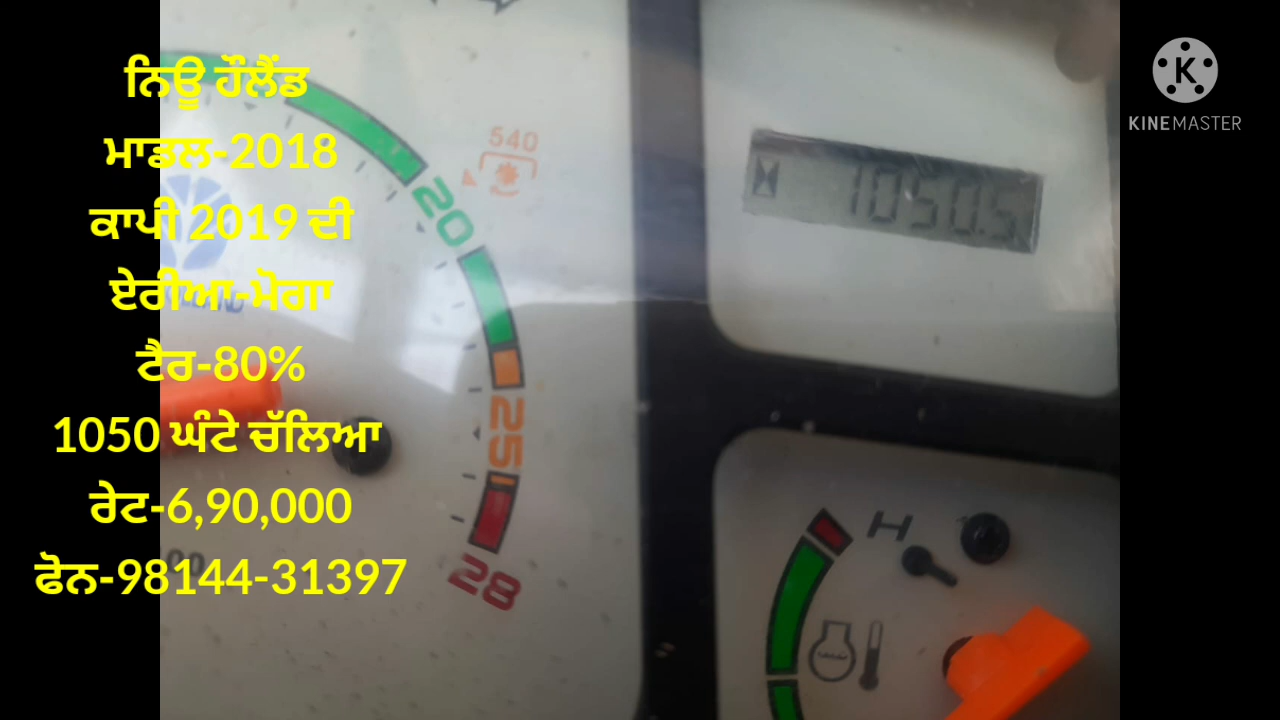 ਨਿਊ ਹੌਲੈਂਡ
ਮਾਡਲ-2018
ਕਾਪੀ 2019 ਦੀ
ਏਰੀਆ-ਮੋਗਾ
ਟੈਰ-80%
1050 ਘੰਟੇ ਚੱਲਿਆ
ਰੇਟ-6,90,000
ਫੋਨ-98144-31397
540
20
25
28
1050.5
H
KINEMASTER